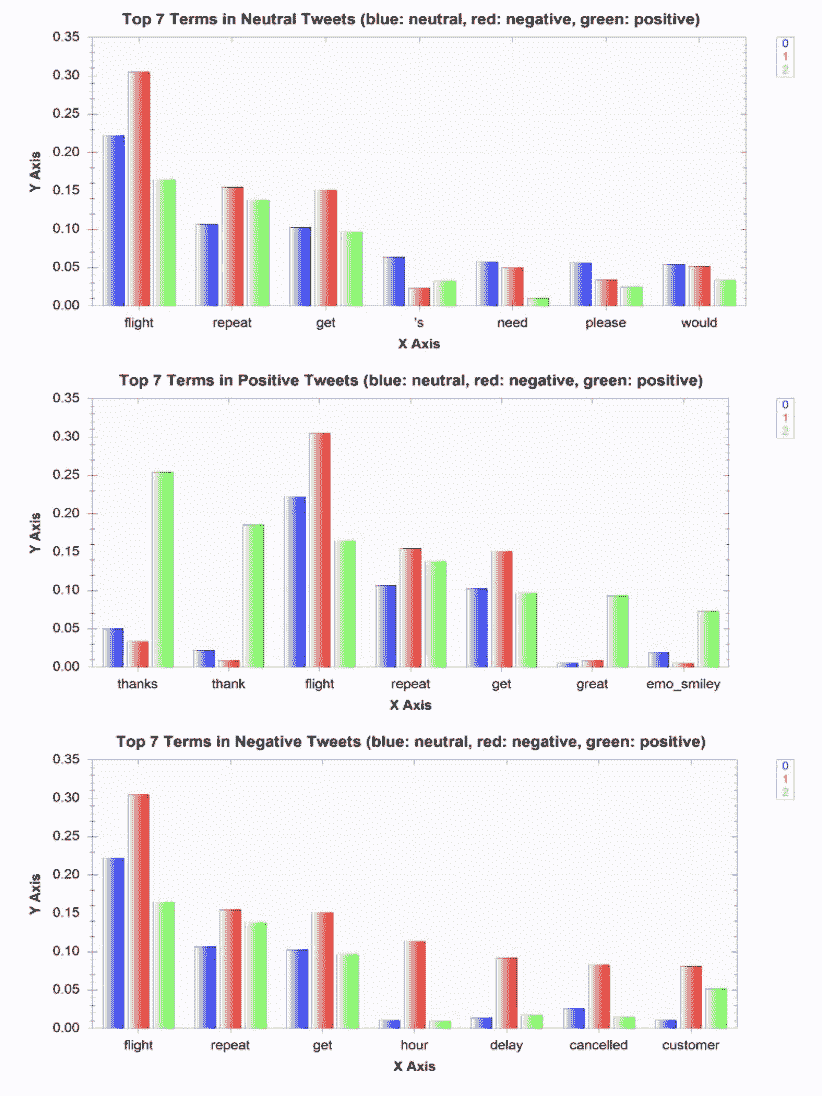 Top 7 Terms in Neutral Tweets (blue: neutral, red: negative, green: positive)
0.35
0.30
0.25
0.20
0.15
0.10
0.05
0.00
Y Axis
flight repeat get 's need please would
X Axis
0
1
2
Top 7 Terms in Positive Tweets (blue: neutral, red: negative, green: positive)
0.35
0.30
0.25
0.20
0.15
0.10
0.05
0.00
Y Axis
thanks thank flight repeat get great emo_smiley
X Axis
0
1
2
Top 7 Terms in Negative Tweets (blue: neutral, red: negative, green: positive)
0.35
0.30
0.25
0.20
0.15
0.10
0.05
0.00
Y Axis
flight repeat get hour delay cancelled customer
X Axis
0
1
2